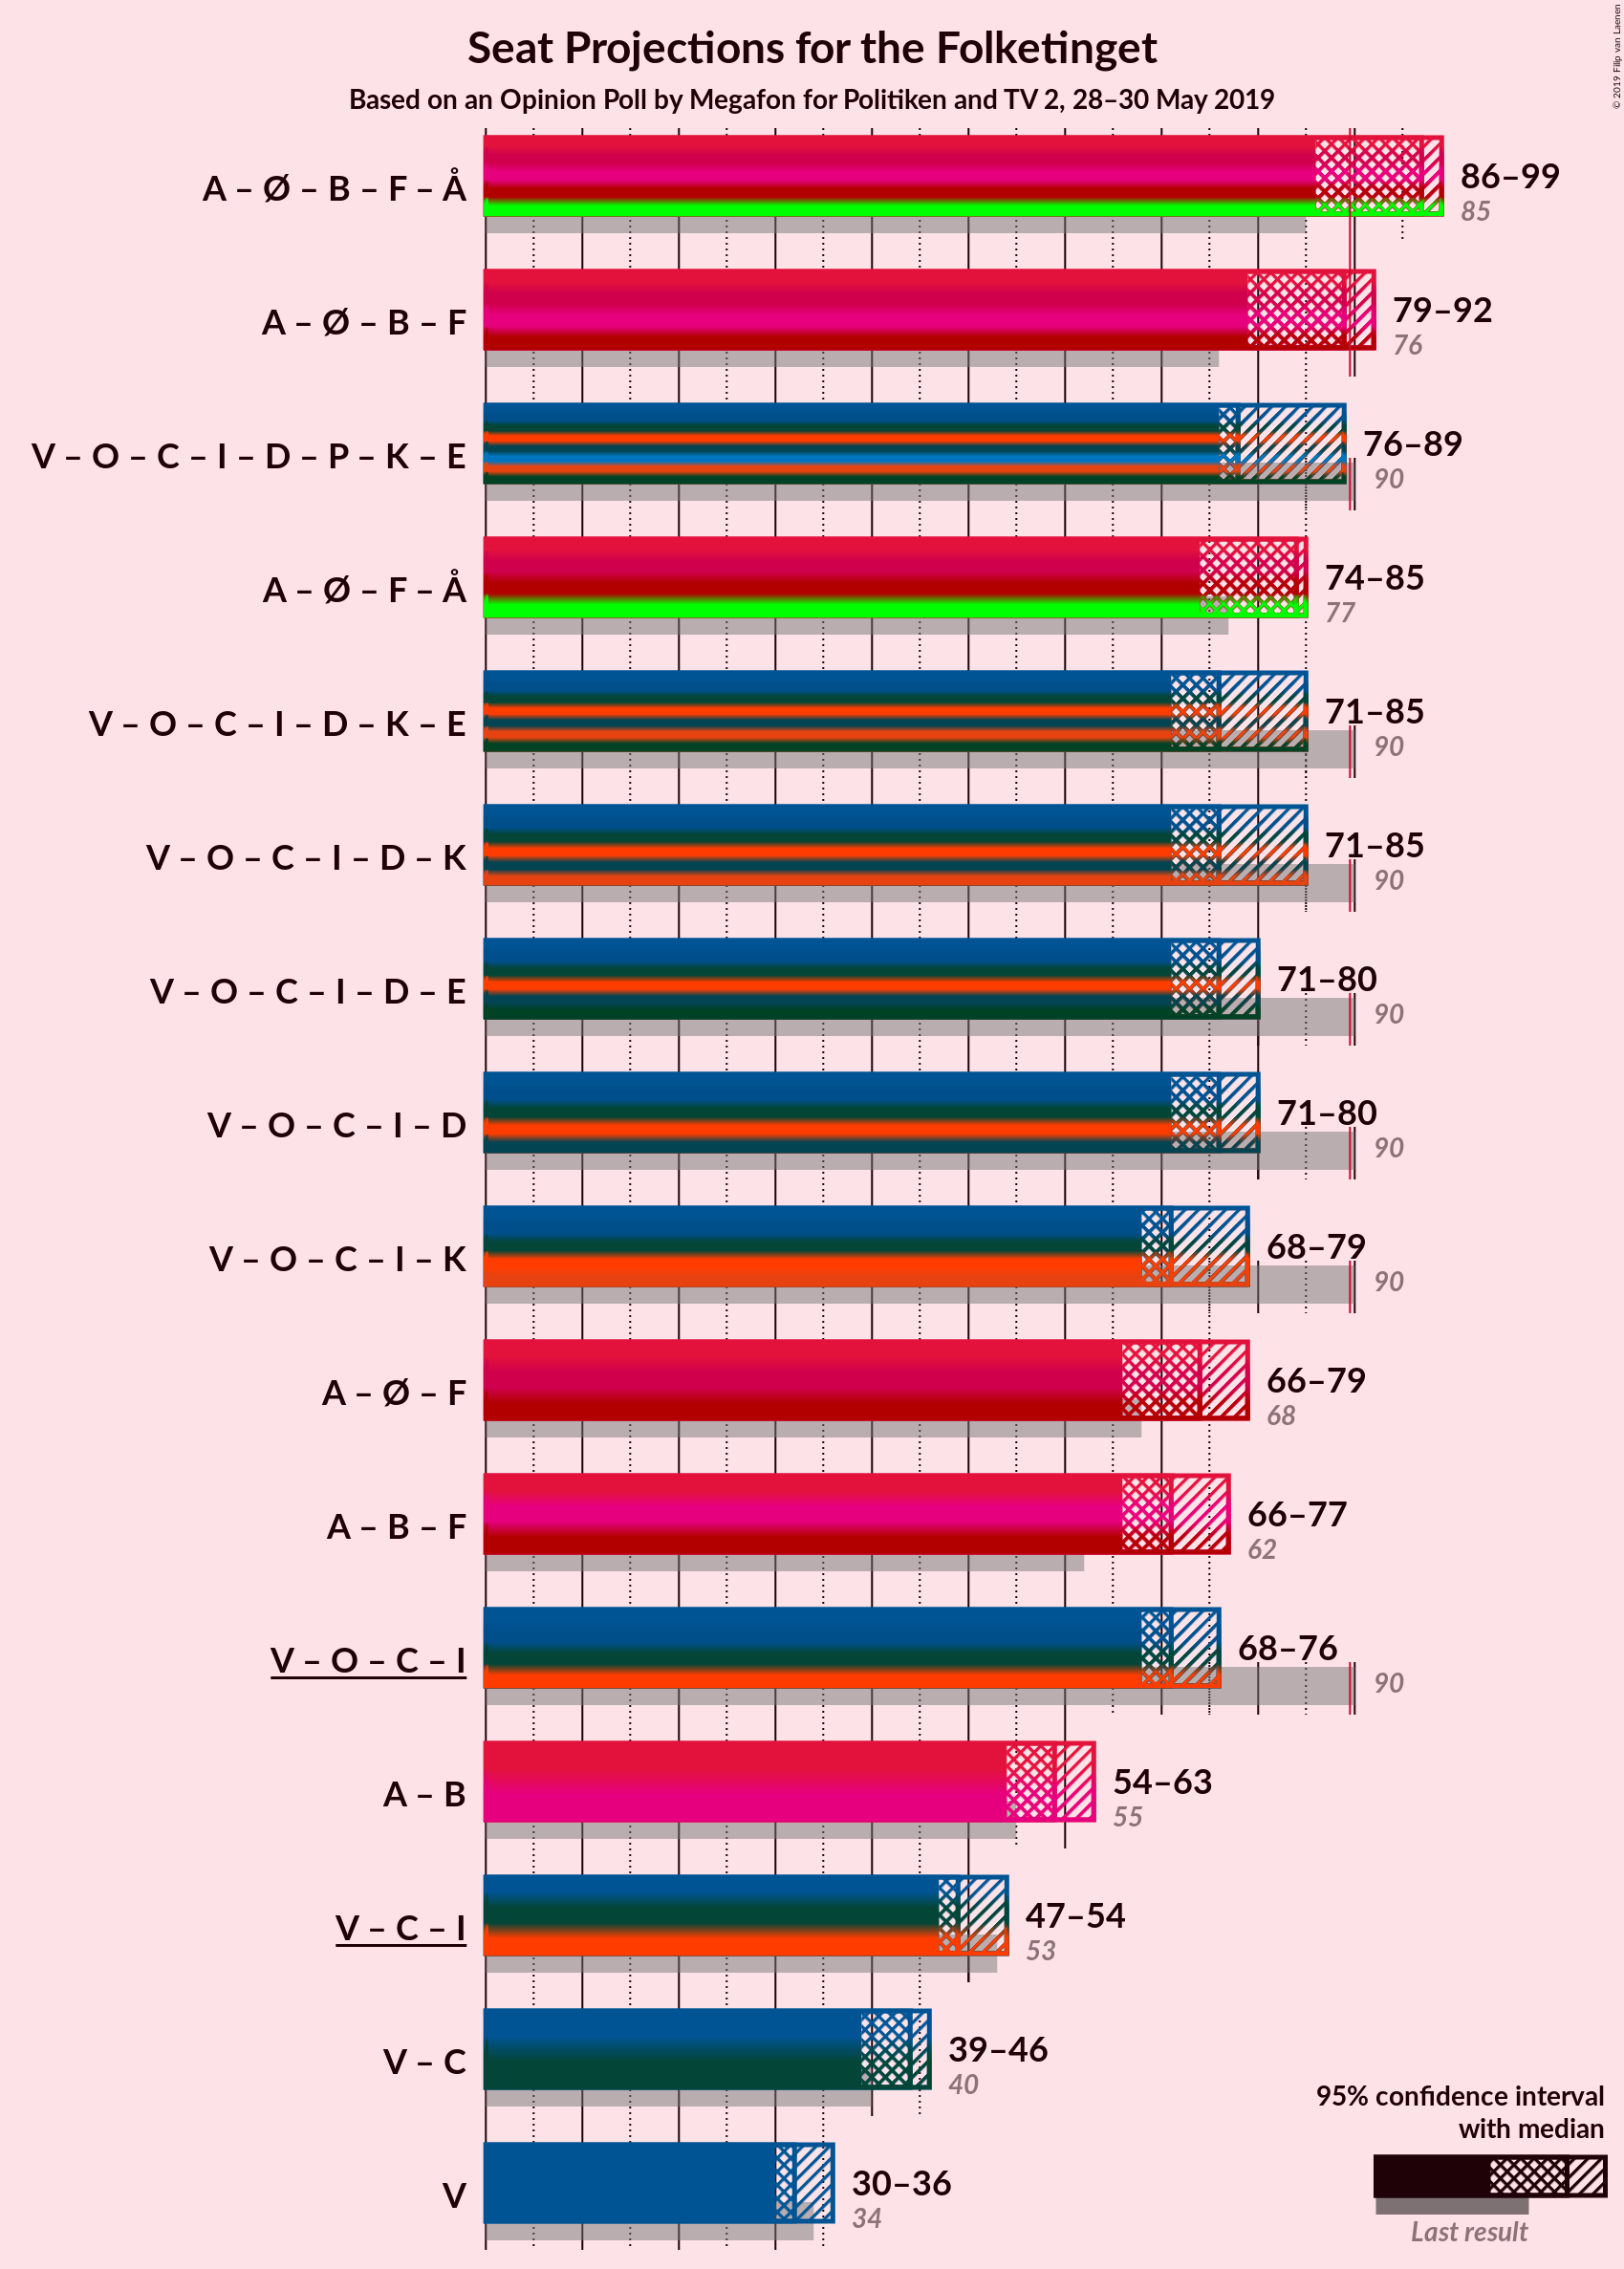 Seat Projections for the Folketinget
Based on an Opinion Poll by Megafon for Politiken and TV 2, 28–30 May 2019
© 2019 Filip van Laenen
A – Ø – B – F – Å
86–99
85
A – Ø – B – F
79–92
76
V – O – C – I – D – P – K – E
76–89
90
A – Ø – F – Å
74–85
77
V – O – C – I – D – K – E
71–85
90
V – O – C – I – D – K
71–85
90
V – O – C – I – D – E
71–80
90
V – O – C – I – D
71–80
90
V – O – C – I – K
68–79
90
A – Ø – F
66–79
68
A – B – F
66–77
62
V – O – C – I
68–76
90
A – B
54–63
55
V – C – I
47–54
53
V – C
39–46
40
V
30–36
34
95% confidence interval
with median
Last result